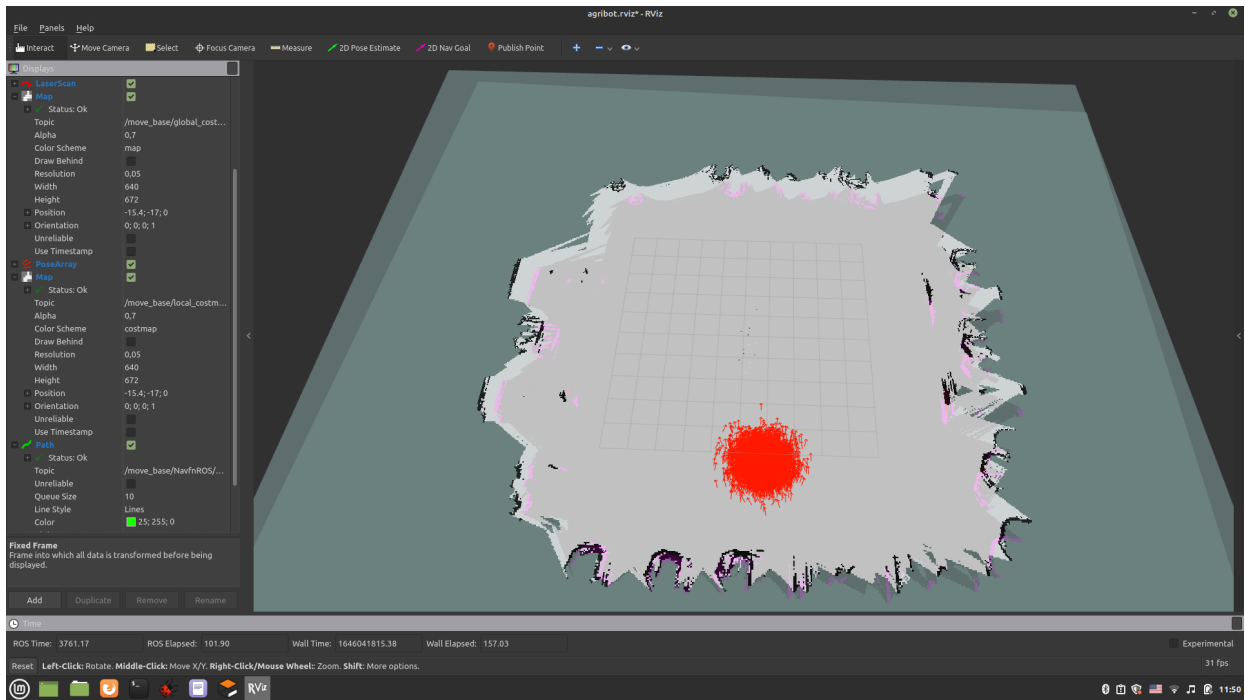 agribot.rviz* - RViz
File Panels Help
Interact Move Camera Select Focus Camera Measure 2D Pose Estimate 2D Nav Goal Publish Point
Displays
LaserScan
Map
Status: Ok
Topic /move_base/global_cost...
Alpha 0,7
Color Scheme map
Draw Behind
Resolution 0,05
Width 640
Height 672
Position -15.4; -17; 0
Orientation 0; 0; 0; 1
Unreliable
Use Timestamp
PoseArray
Map
Status: Ok
Topic /move_base/local_costm...
Alpha 0,7
Color Scheme costmap
Draw Behind
Resolution 0,05
Width 640
Height 672
Position -15.4; -17; 0
Orientation 0; 0; 0; 1
Unreliable
Use Timestamp
Path
Status: Ok
Topic /move_base/NavfnROS/...
Unreliable
Queue Size 10
Line Style Lines
Color 25; 255; 0
Fixed Frame
Frame into which all data is transformed before being
displayed.
Add Duplicate Remove Rename
Time
ROS Time: 3761.17 ROS Elapsed: 101.90 Wall Time: 1646041815.38 Wall Elapsed: 157.03 Experimental
Reset Left-Click: Rotate. Middle-Click: Move X/Y. Right-Click/Mouse Wheel:: Zoom. Shift: More options. 31 fps
RViz 11:50